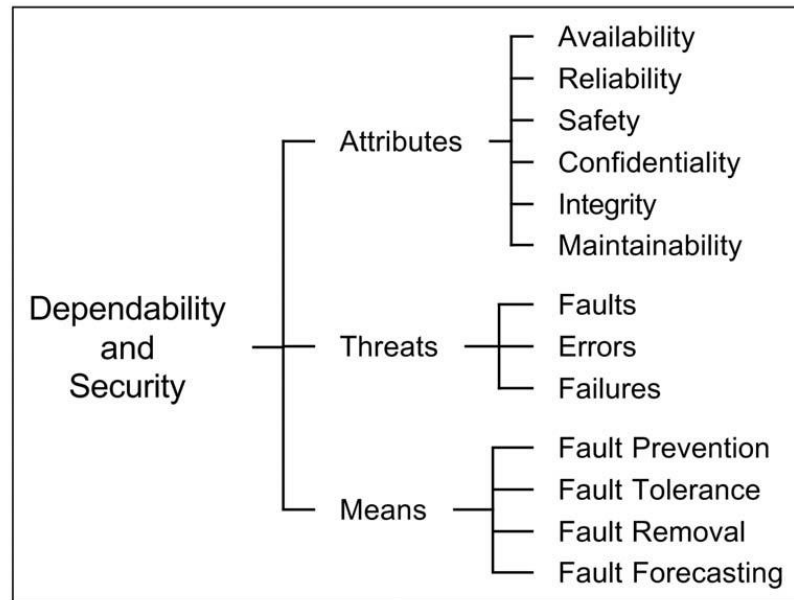 Dependability
and
Security
Attributes
Availability
Reliability
Safety
Confidentiality
Integrity
Maintainability
Threats
Faults
Errors
Failures
Means
Fault Prevention
Fault Tolerance
Fault Removal
Fault Forecasting